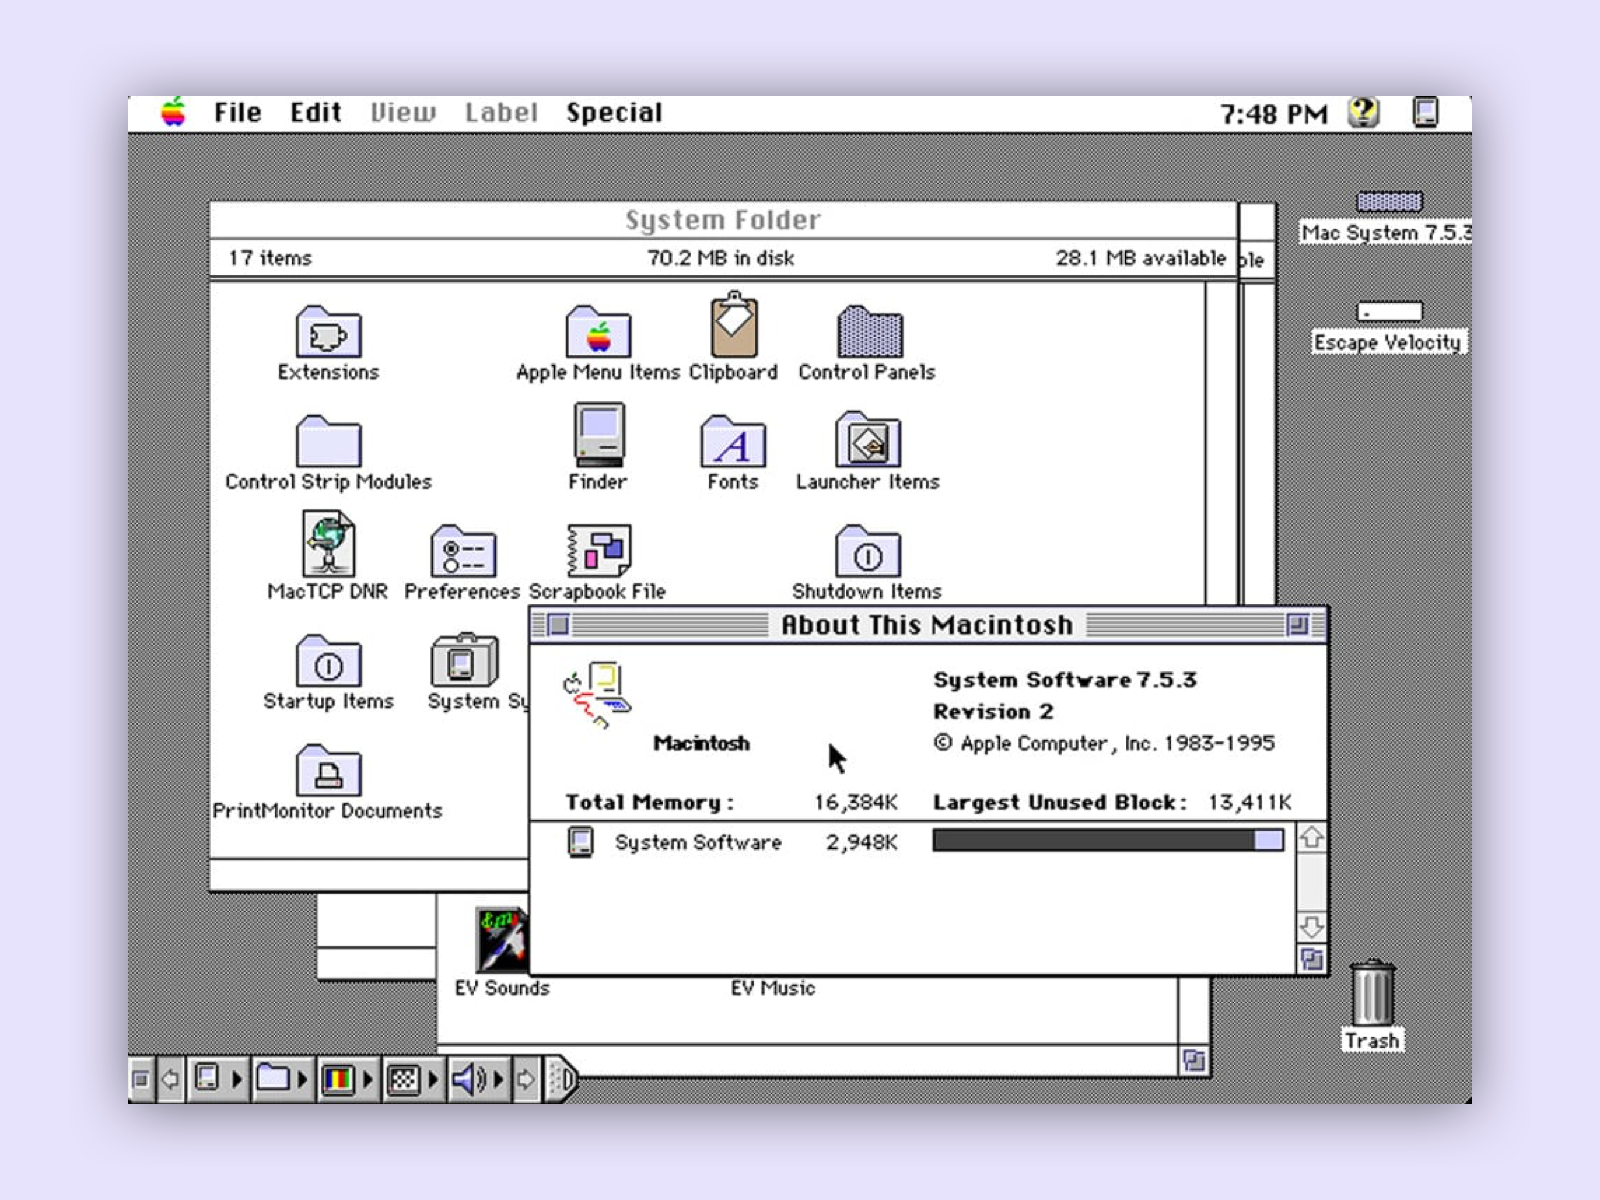 File Edit View Label Special 7:48 PM
System Folder
17 items 70.2 MB in disk 28.1 MB available
Mac System 7.5.3
Escape Velocity
Extensions Apple Menu Items Clipboard Control Panels
Control Strip Modules Finder Fonts Launcher Items
MacTCP DNR Preferences Scrapbook File Shutdown Items
Startup Items System Sy
PrintMonitor Documents
About This Macintosh
System Software 7.5.3
Revision 2
Macintosh © Apple Computer, Inc. 1983-1995
Total Memory: 16,384K Largest Unused Block: 13,411K
System Software 2,948K
EV Sounds EV Music
Trash